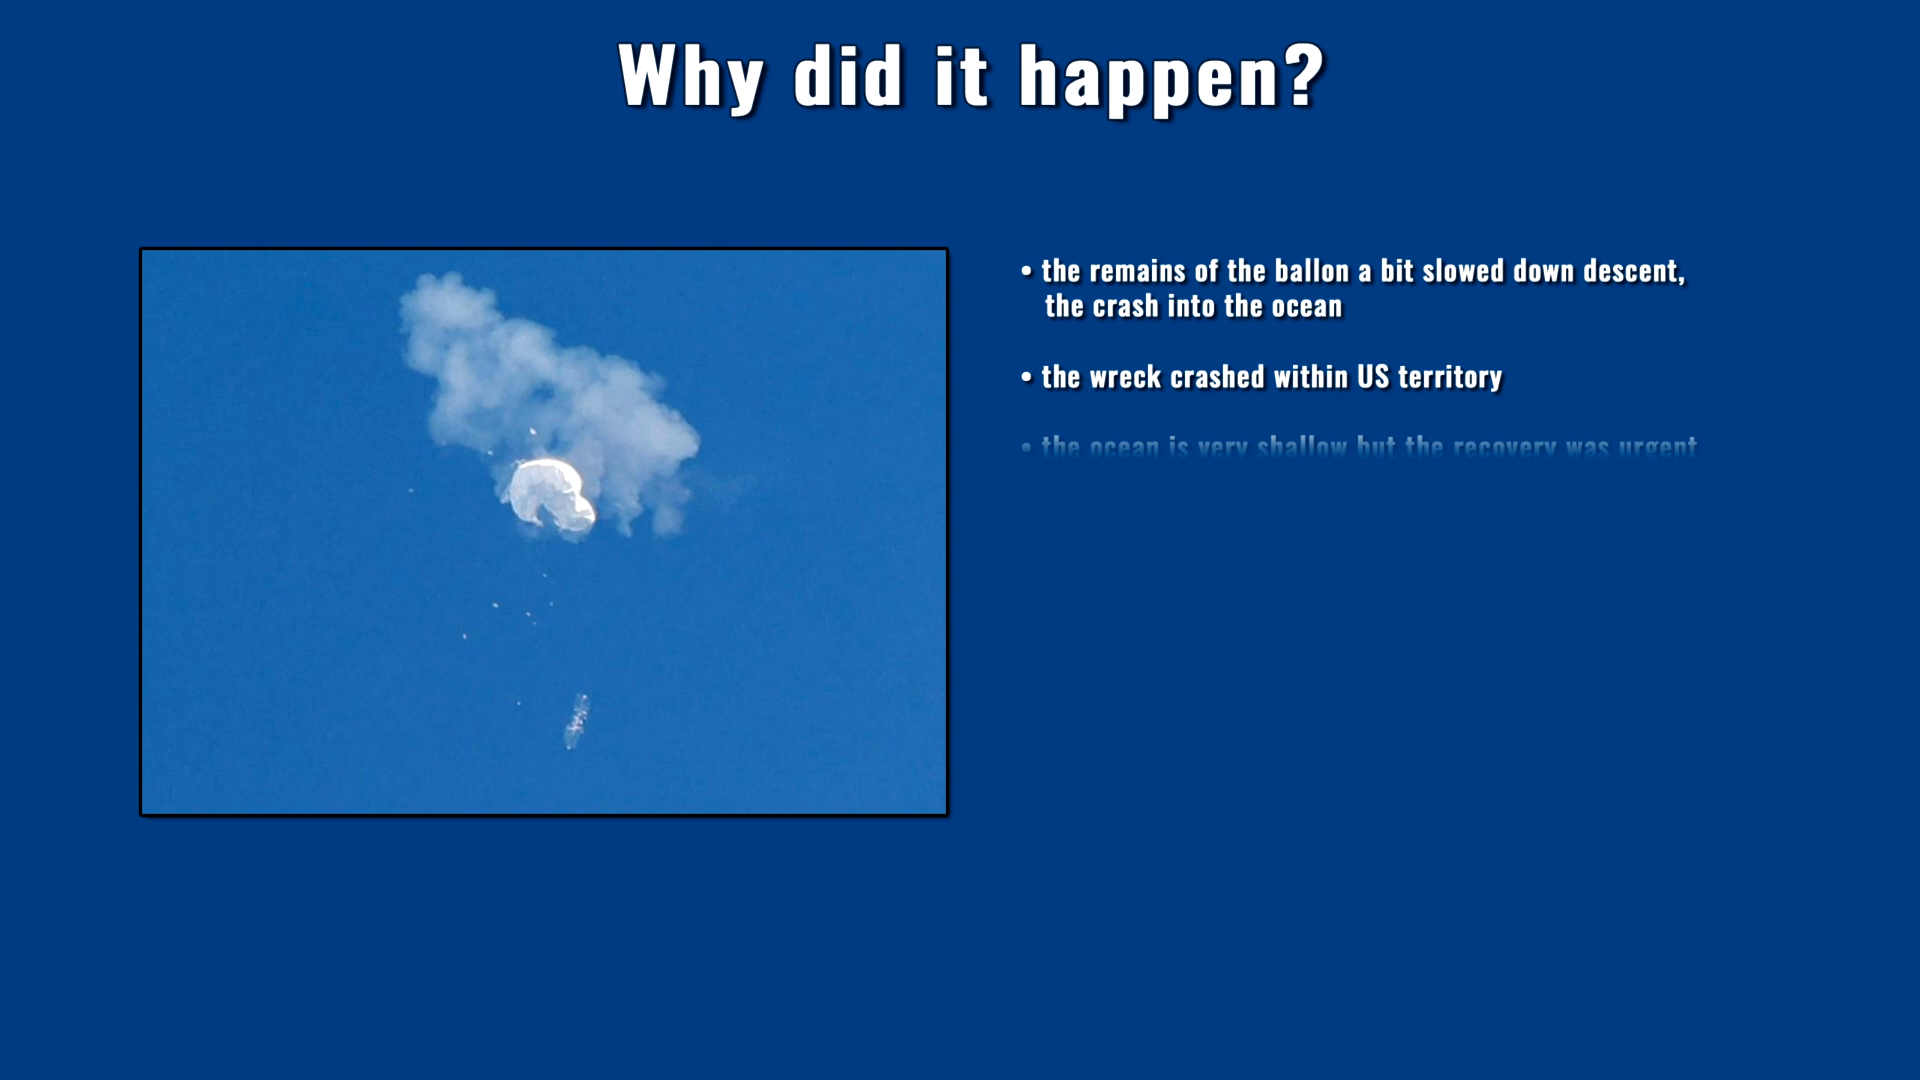 Why did it happen?
• the remains of the ballon a bit slowed down descent,
the crash into the ocean
• the wreck crashed within US territory
• the ocean is very shallow but the recovery was urgent